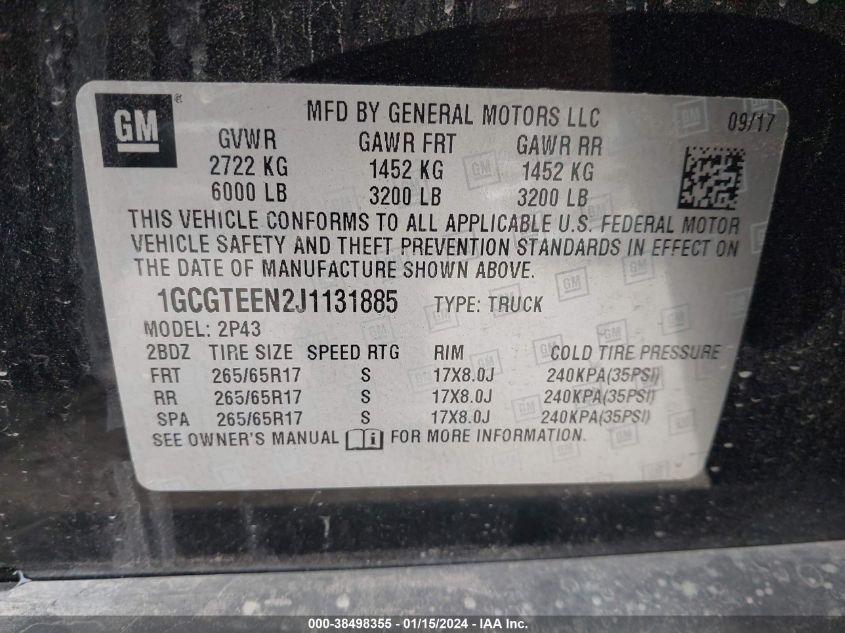 GM ®
MFD BY GENERAL MOTORS LLC 09/17
GVWR GAWR FRT GAWR RR
2722 KG 1452 KG 1452 KG
6000 LB 3200 LB 3200 LB
THIS VEHICLE CONFORMS TO ALL APPLICABLE U.S. FEDERAL MOTOR
VEHICLE SAFETY AND THEFT PREVENTION STANDARDS IN EFFECT ON
THE DATE OF MANUFACTURE SHOWN ABOVE.
1GCGTEEN2J1131885 TYPE: TRUCK
MODEL: 2P43
2BDZ TIRE SIZE SPEED RTG RIM COLD TIRE PRESSURE
FRT 265/65R17 S 17X8.0J 240KPA(35PSI)
RR 265/65R17 S 17X8.0J 240KPA(35PSI)
SPA 265/65R17 S 17X8.0J 240KPA(35PSI)
SEE OWNER'S MANUAL i FOR MORE INFORMATION.
000-38498355 - 01/15/2024 - IAA Inc.